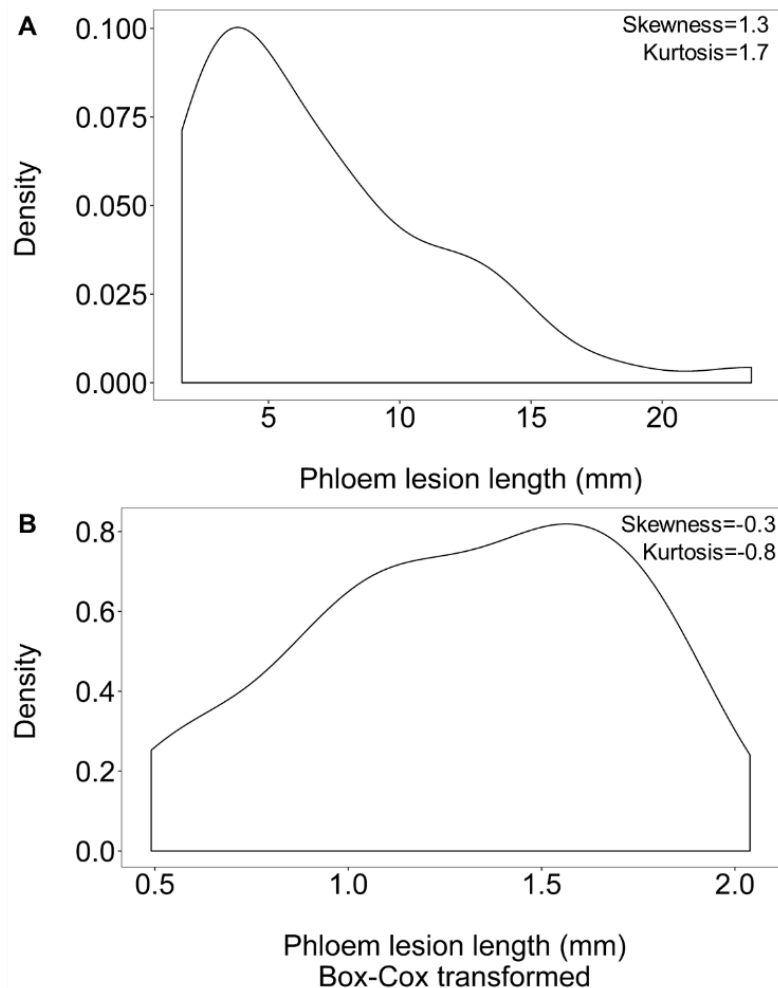 A
Skewness=1.3
Kurtosis=1.7
0.100
0.075
0.050
0.025
0.000
Density
5 10 15 20
Phloem lesion length (mm)
B
Skewness=-0.3
Kurtosis=-0.8
0.8
0.6
0.4
0.2
0.0
Density
0.5 1.0 1.5 2.0
Phloem lesion length (mm)
Box-Cox transformed